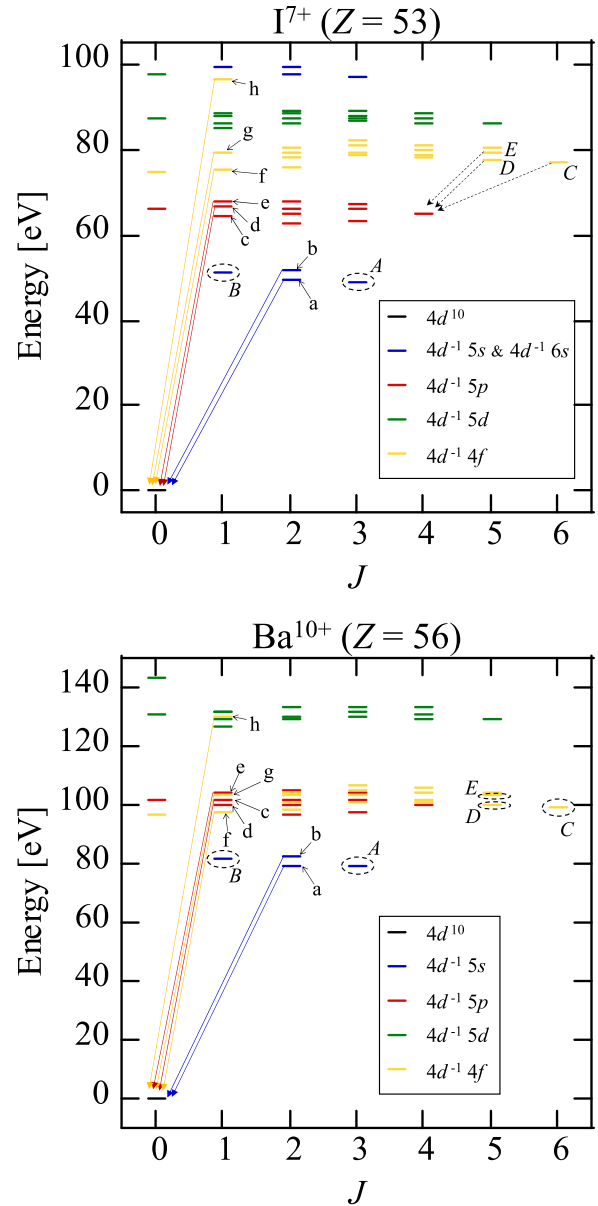 I7+ (Z = 53)
Energy [eV]
100
80
60
40
20
0
h
g
f
e
d
c
b
a
A
B
E
D
C
4d10
4d-1 5s & 4d-1 6s
4d-1 5p
4d-1 5d
4d-1 4f
0 1 2 3 4 5 6
J
Ba10+ (Z = 56)
Energy [eV]
140
120
100
80
60
40
20
0
h
e
g
c
d
f
b
a
A
B
E
D
C
4d10
4d-1 5s
4d-1 5p
4d-1 5d
4d-1 4f
0 1 2 3 4 5 6
J